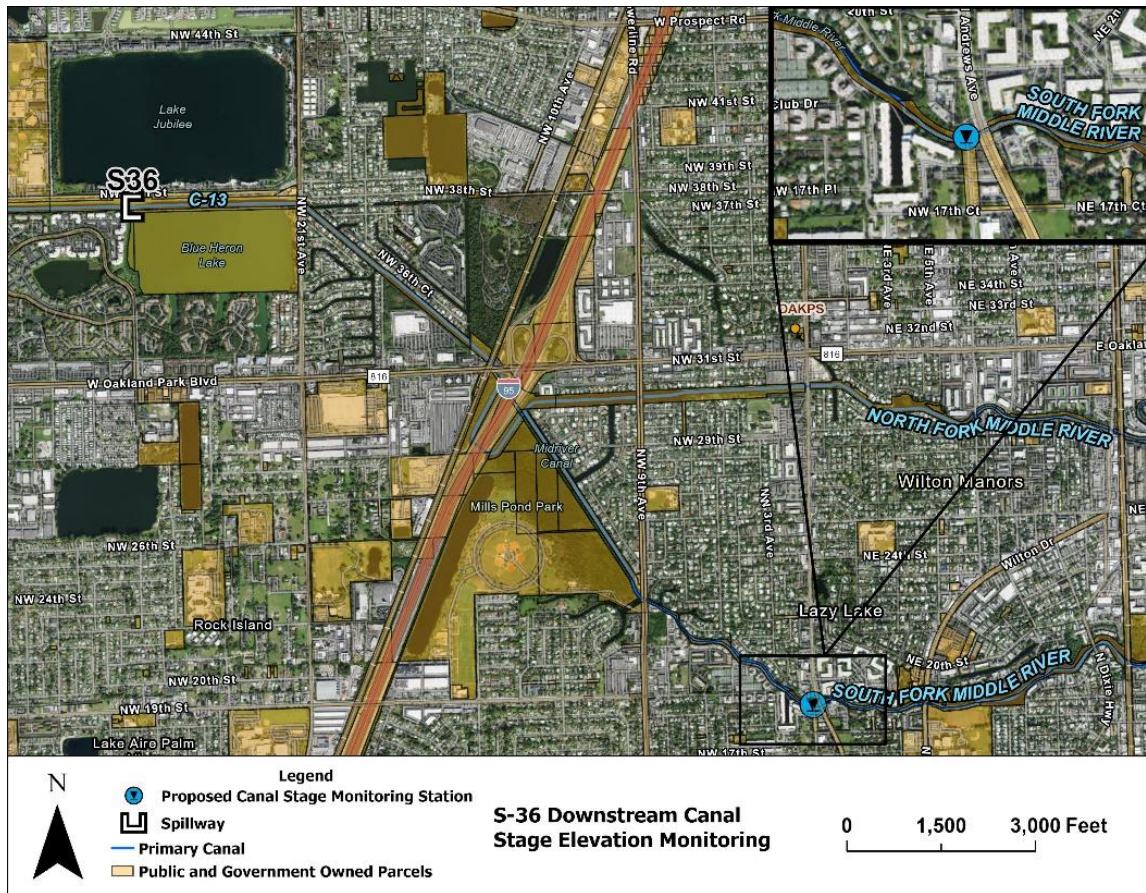 NW 44th St
W Prospect Rd
Lake
Jubilee
NW 10th Ave
NW 41st St
NW 39th St
NW 38th St
NW 37th St
NW 38th St
S36
C-13
Blue Heron
Lake
NW 21st Ave
NW 36th Ct
OAKPS
NE 3rd Ave
NE 5th Ave
NE 34th St
NE 33rd St
NE 32nd St
NW 31st St
816
W Oakland Park Blvd
816
95
NORTH FORK MIDDLE RIVER
NW 29th St
Midriver
Canal
NW 9th Ave
Mills Pond Park
Wilton Manors
NW 26th St
NW 24th St
NE 24th St
Wilton Dr
Rock Island
Lazy Lake
NW 20th St
NE 20th St
SOUTH FORK MIDDLE RIVER
N Dixie Hwy
NW 19th St
Lake Aire Palm
NW 17th St
20th St
Andrews Ave
Club Dr
SOUTH FORK
MIDDLE RIVER
NW 17th Ct
NE 17th Ct
N
Legend
Proposed Canal Stage Monitoring Station
Spillway
Primary Canal
Public and Government Owned Parcels
S-36 Downstream Canal
Stage Elevation Monitoring
0 1,500 3,000 Feet